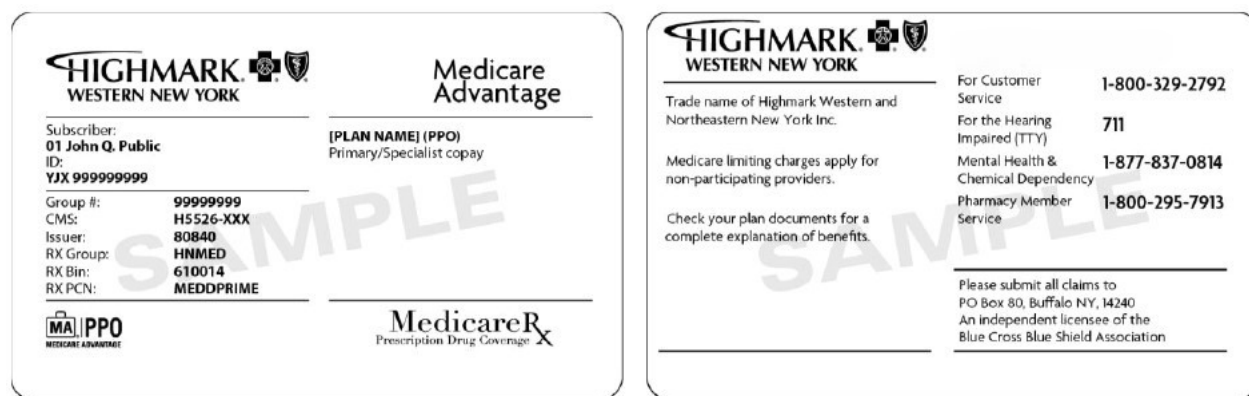 HIGHMARK
WESTERN NEW YORK
Medicare
Advantage
Subscriber:
01 John Q. Public
ID:
YJX 999999999
[PLAN NAME] (PPO)
Primary/Specialist copay
Group #: 99999999
CMS: H5526-XXX
Issuer: 80840
RX Group: HNMED
RX Bin: 610014
RX PCN: MEDDPRIME
SAMPLE
MA PPO
MEDICARE ADVANTAGE
MedicareRx
Prescription Drug Coverage
HIGHMARK.
WESTERN NEW YORK
Trade name of Highmark Western and
Northeastern New York Inc.
Medicare limiting charges apply for
non-participating providers.
Check your plan documents for a
complete explanation of benefits.
For Customer
Service 1-800-329-2792
For the Hearing
Impaired (TTY) 711
Mental Health &
Chemical Dependency 1-877-837-0814
Pharmacy Member
Service 1-800-295-7913
SAMPLE
Please submit all claims to
PO Box 80, Buffalo NY, 14240
An independent licensee of the
Blue Cross Blue Shield Association